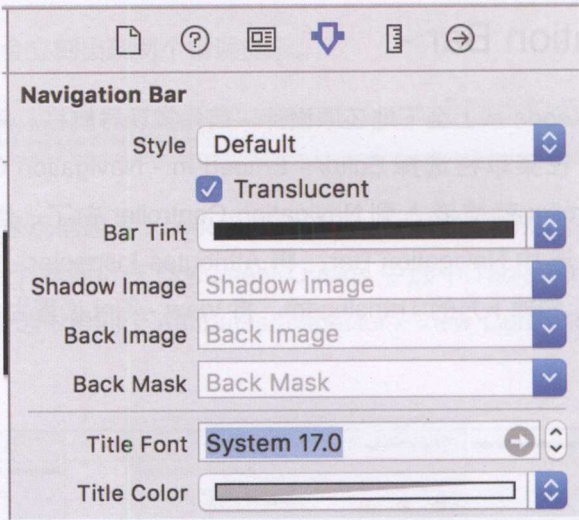 Navigation Bar
Style Default
Translucent
Bar Tint
Shadow Image Shadow Image
Back Image Back Image
Back Mask Back Mask
Title Font System 17.0
Title Color